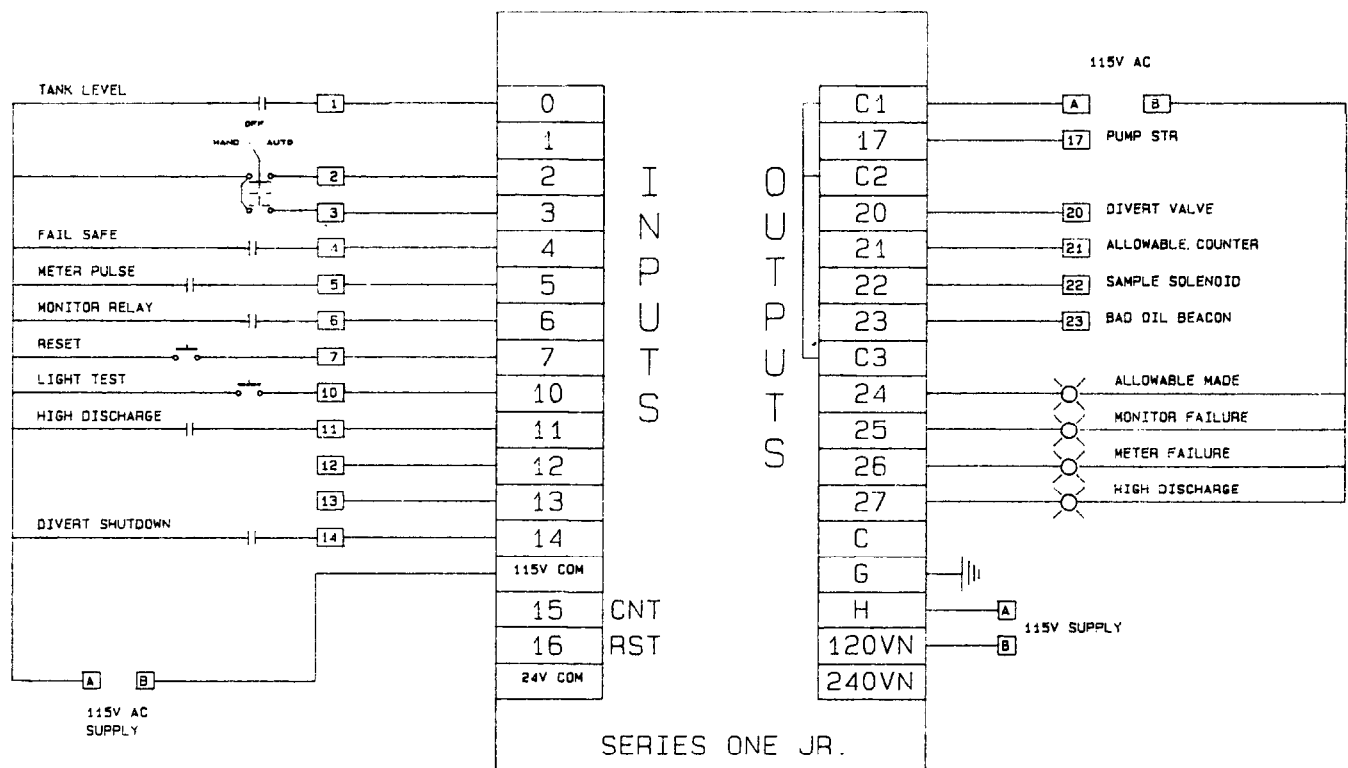 115V AC
TANK LEVEL
1
0
C1
A
B
OFF
HAND
AUTO
1
17
17
PUMP STR
2
2
C2
3
3
20
20
DIVERT VALVE
FAIL SAFE
4
21
21
ALLOWABLE COUNTER
METER PULSE
5
5
22
22
SAMPLE SOLENOID
MONITOR RELAY
6
6
23
23
BAD OIL BEACON
RESET
7
7
C3
LIGHT TEST
10
10
24
ALLOWABLE MADE
HIGH DISCHARGE
11
11
25
MONITOR FAILURE
12
12
26
METER FAILURE
13
13
27
HIGH DISCHARGE
DIVERT SHUTDOWN
14
14
C
115V COM
G
15
CNT
H
A
115V SUPPLY
16
RST
120VN
B
24V COM
240VN
A
B
115V AC
SUPPLY
INPUTS
OUTPUTS
SERIES ONE JR.